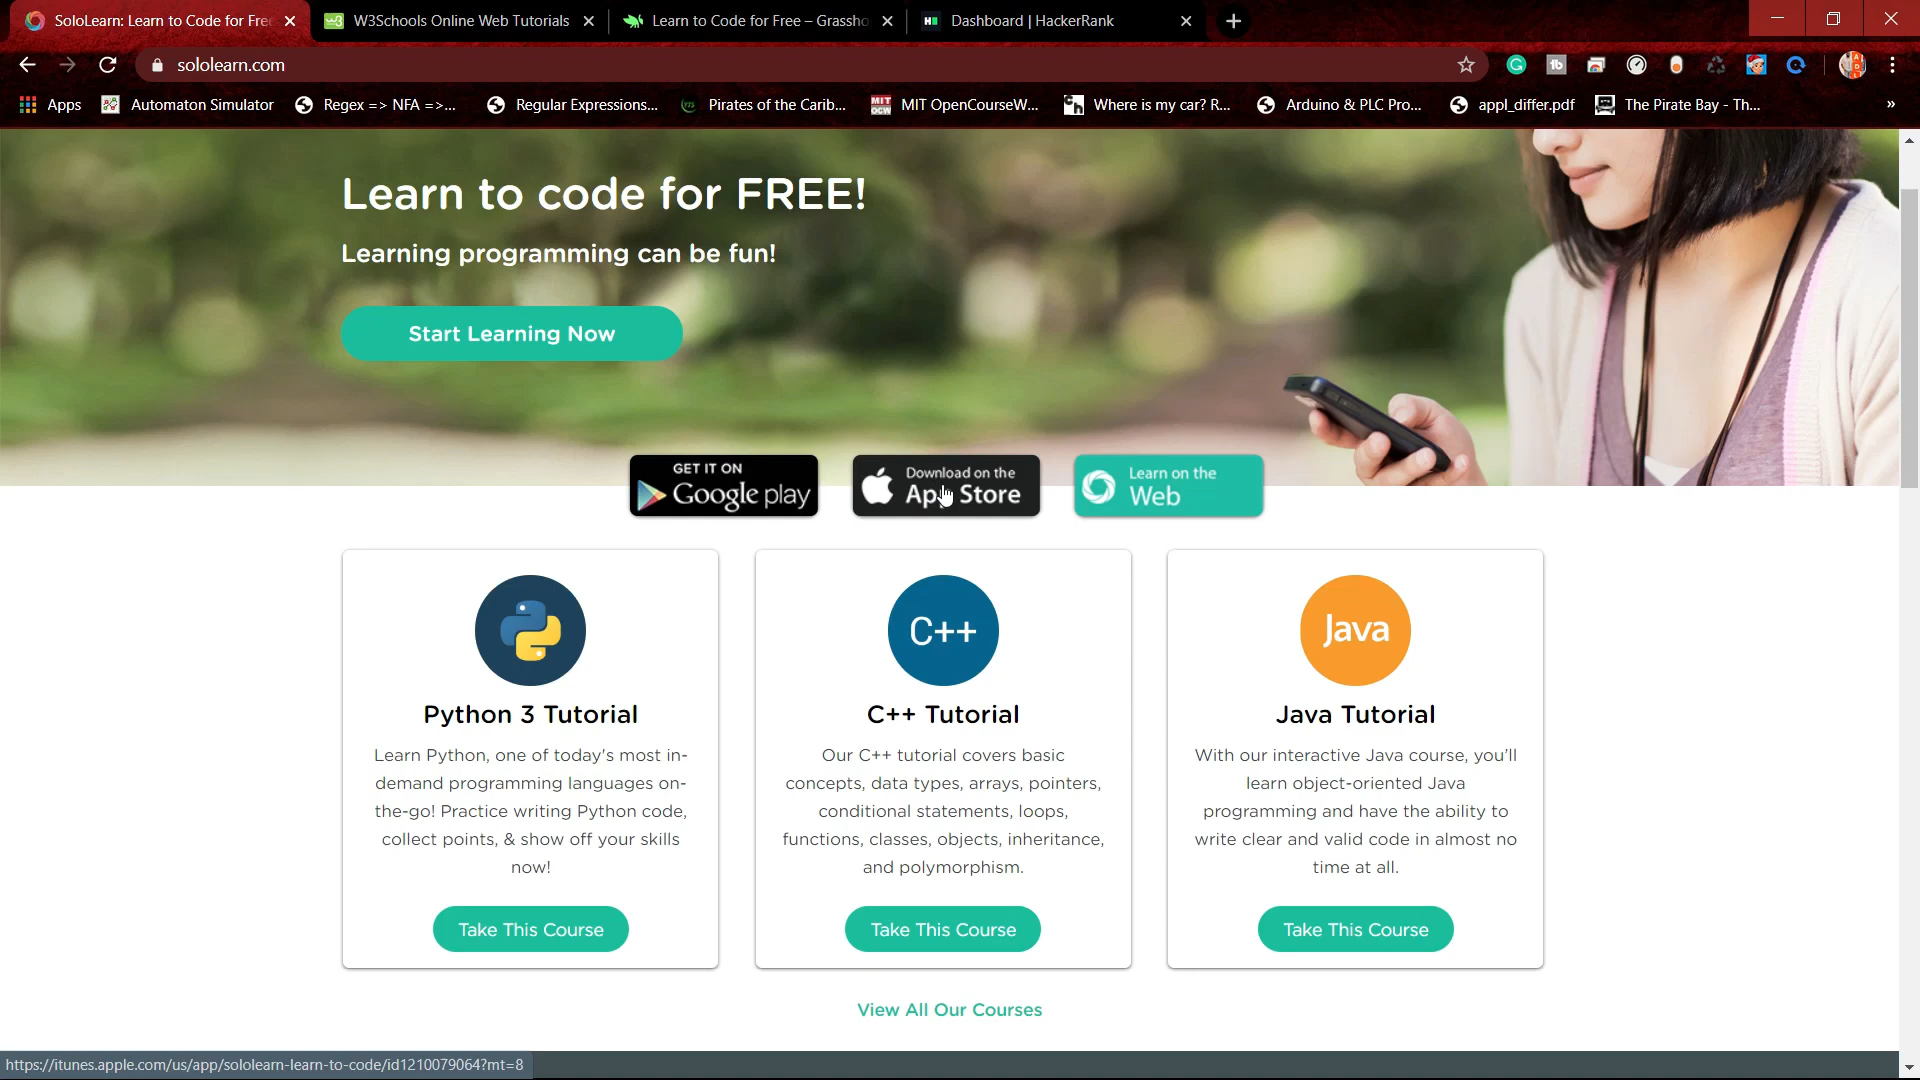 SoloLearn: Learn to Code for Fre
W3Schools Online Web Tutorials
Learn to Code for Free – Grassho
Dashboard | HackerRank
sololearn.com
Apps
Automaton Simulator
Regex => NFA =>...
Regular Expressions...
Pirates of the Carib...
MIT OpenCourseW...
Where is my car? R...
Arduino & PLC Pro...
appl_differ.pdf
The Pirate Bay - Th...
»
Learn to code for FREE!
Learning programming can be fun!
Start Learning Now
GET IT ON
Google play
Download on the
App Store
Learn on the
Web
Python 3 Tutorial
Learn Python, one of today's most in-
demand programming languages on-
the-go! Practice writing Python code,
collect points, & show off your skills
now!
Take This Course
C++
C++ Tutorial
Our C++ tutorial covers basic
concepts, data types, arrays, pointers,
conditional statements, loops,
functions, classes, objects, inheritance,
and polymorphism.
Take This Course
Java
Java Tutorial
With our interactive Java course, you'll
learn object-oriented Java
programming and have the ability to
write clear and valid code in almost no
time at all.
Take This Course
View All Our Courses
https://itunes.apple.com/us/app/sololearn-learn-to-code/id1210079064?mt=8